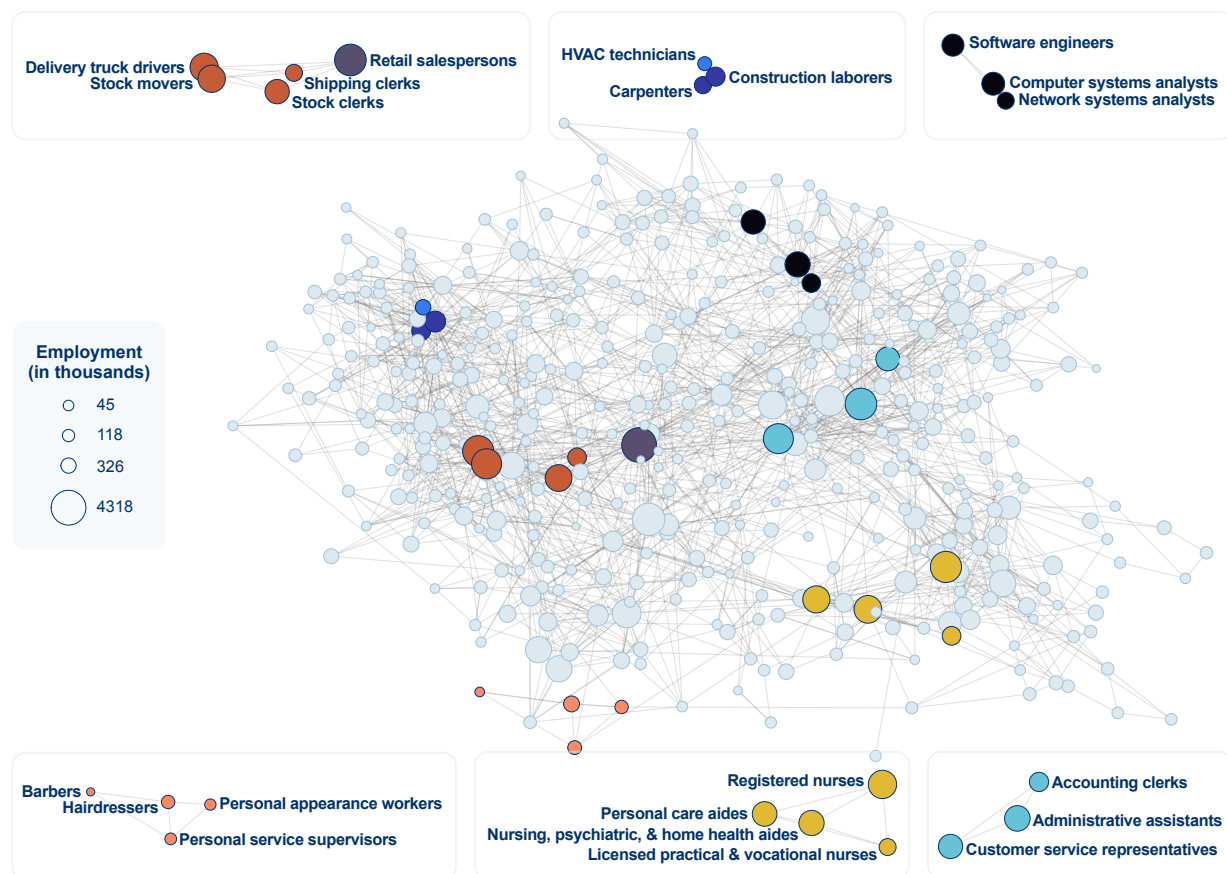 Delivery truck drivers
Stock movers
Retail salespersons
Shipping clerks
Stock clerks
HVAC technicians
Construction laborers
Carpenters
Software engineers
Computer systems analysts
Network systems analysts
Employment
(in thousands)
45
118
326
4318
Barbers
Hairdressers
Personal appearance workers
Personal service supervisors
Registered nurses
Personal care aides
Nursing, psychiatric, & home health aides
Licensed practical & vocational nurses
Accounting clerks
Administrative assistants
Customer service representatives